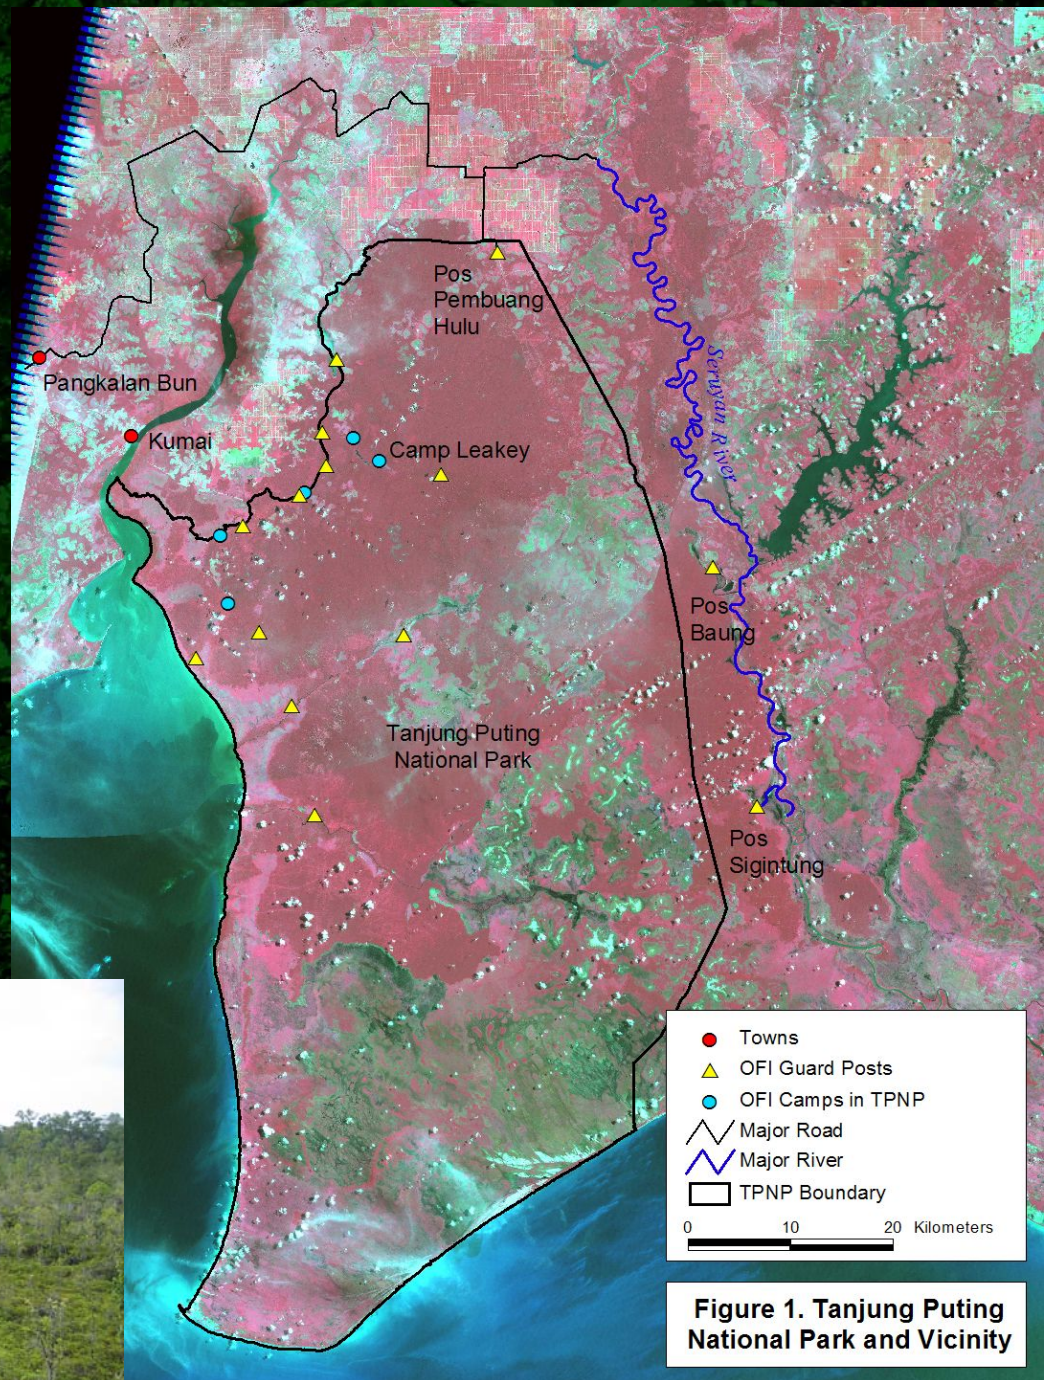 Pos
Pembuang
Hulu
Pangkalan Bun
Kumai
Camp Leakey
Seruyan River
Pos
Baung
Tanjung Puting
National Park
Pos
Sigintung
Towns
OFI Guard Posts
OFI Camps in TPNP
Major Road
Major River
TPNP Boundary
0 10 20 Kilometers
Figure 1. Tanjung Puting
National Park and Vicinity